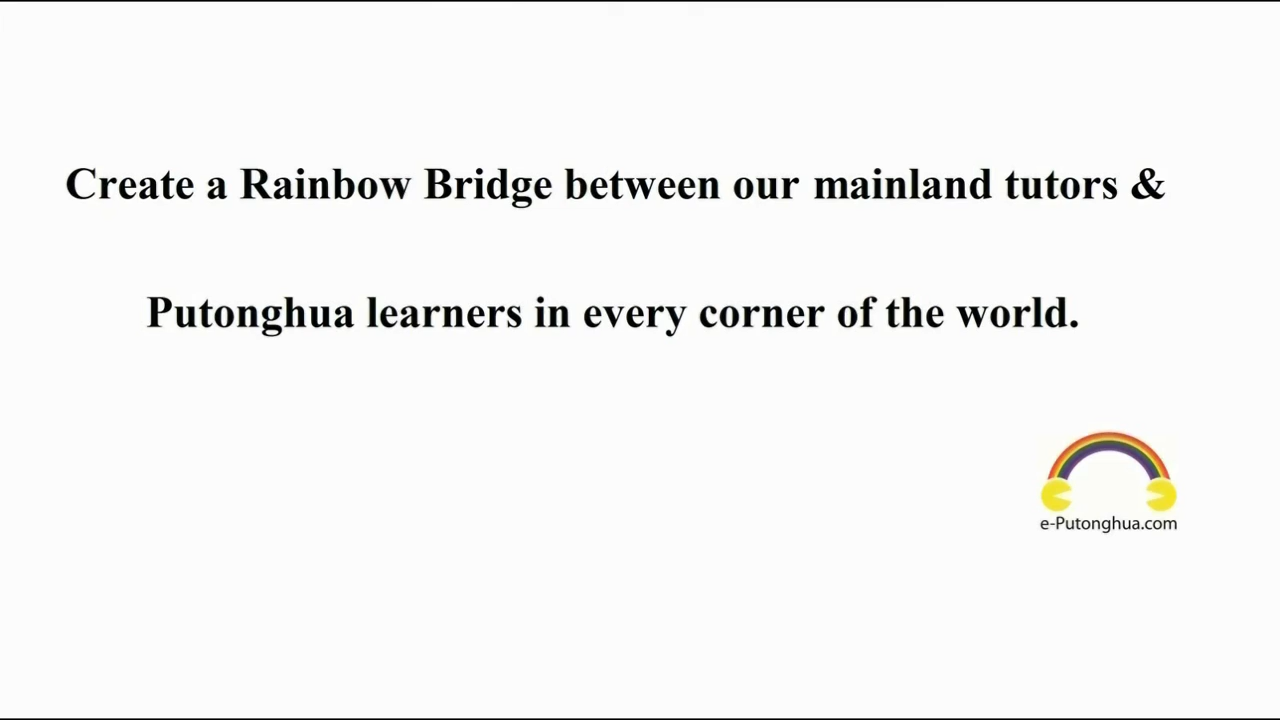 Create a Rainbow Bridge between our mainland tutors &
Putonghua learners in every corner of the world.
e-Putonghua.com